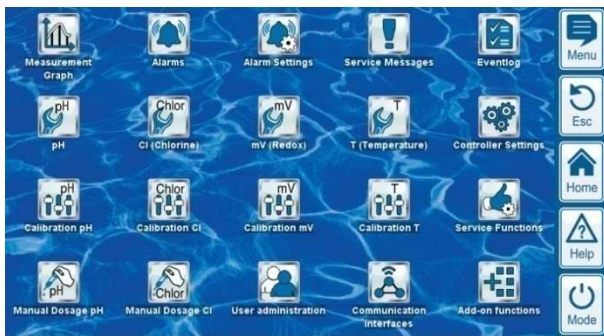 Measurement
Graph
Alarms
Alarm Settings
Service Messages
Eventlog
Menu
pH
Chlor
mV
T
pH
Cl (Chlorine)
mV (Redox)
T (Temperature)
Controller Settings
Esc
pH
Chlor
mV
T
Calibration pH
Calibration Cl
Calibration mV
Calibration T
Service Functions
Home
Help
pH
Chlor
Manual Dosage pH
Manual Dosage Cl
User administration
Communication
Interfaces
Add-on functions
Mode